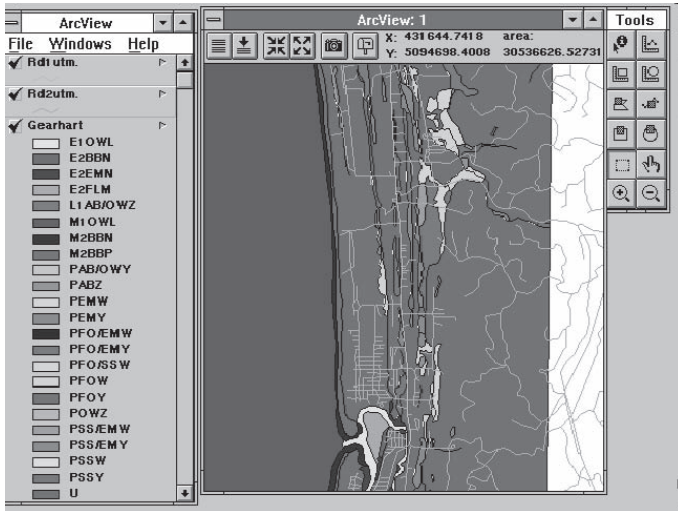 ArcView
File Windows Help
Rd1utm.
Rd2utm.
Gearhart
E1OWL
E2BBN
E2EMN
E2FLM
L1AB/OWZ
M1OWL
M2BBN
M2BBP
PAB/OWY
PABZ
PEMW
PEMY
PFO/EMW
PFO/EMY
PFO/SSW
PFOW
PFOY
POWZ
PSS/EMW
PSS/EMY
PSSW
PSSY
U
ArcView: 1
X: 431644.7418 area:
Y: 5094698.4008 30536626.52731
Tools